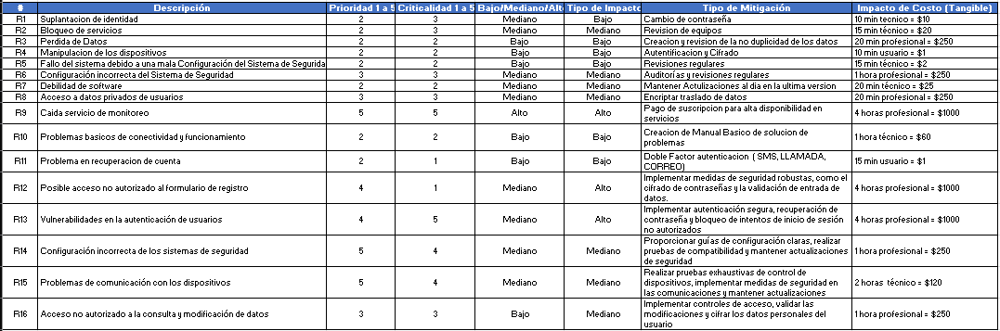 # Descripción Prioridad 1 a 5 Criticalidad 1 a 5 Bajo/Mediano/Alt Tipo de Impacto Tipo de Mitigación Impacto de Costo (Tangible)
R1 Suplantacion de identidad 2 3 Mediano Bajo Cambio de contraseña 10 min técnico = $10
R2 Bloqueo de servicios 2 3 Mediano Mediano Revision de equipos 15 min técnico = $20
R3 Perdida de Datos 2 2 Bajo Bajo Creacion y revision de la no duplicidad de los datos 20 min profesional = $250
R4 Manipulacion de los dispositivos 2 2 Bajo Bajo Autentificacion y Cifrado 10 min usuario = $1
R5 Fallo del sistema debido a una mala Configuración del Sistema de Segurida 2 2 Bajo Bajo Revisiones regulares 15 min técnico = $2
R6 Configuración incorrecta del Sistema de Seguridad 3 3 Mediano Mediano Auditorías y revisiones regulares 1 hora profesional = $250
R7 Debilidad de software 2 2 Mediano Mediano Mantener Actulizaciones al dia en la ultima version 20 min técnico = $25
R8 Acceso a datos privados de usuarios 3 3 Mediano Mediano Encriptar traslado de datos 20 min profesional = $250
R9 Caida servicio de monitoreo 5 5 Alto Alto Pago de suscripcion para alta disponibilidad en
servicios 4 horas profesional = $1000
R10 Problemas basicos de conectividad y funcionamiento 2 2 Bajo Bajo Creacion de Manual Basico de solucion de
problemas 1 hora técnico = $60
R11 Problema en recuperacion de cuenta 2 1 Bajo Bajo Doble Factor autenticacion ( SMS, LLAMADA,
CORREO) 15 min usuario = $1
R12 Posible acceso no autorizado al formulario de registro 4 1 Mediano Alto Implementar medidas de seguridad robustas, como el
cifrado de contraseñas y la validación de entrada de
datos. 4 horas profesional = $1000
R13 Vulnerabilidades en la autenticación de usuarios 4 5 Mediano Alto Implementar autenticación segura, recuperación de
contraseña y bloqueo de intentos de inicio de sesión
no autorizados 4 horas profesional = $1000
R14 Configuración incorrecta de los sistemas de seguridad 5 4 Mediano Mediano Proporcionar guías de configuración claras, realizar
pruebas de compatibilidad y mantener actualizaciones
de seguridad 1 hora profesional = $250
R15 Problemas de comunicación con los dispositivos 5 4 Mediano Mediano Realizar pruebas exhaustivas de control de
dispositivos, implementar medidas de seguridad en
las comunicaciones y mantener actualizaciones 2 horas técnico = $120
R16 Acceso no autorizado a la consulta y modificación de datos 3 3 Bajo Mediano Implementar controles de acceso, validar las
modificaciones y cifrar los datos personales del
usuario 1 hora profesional = $250